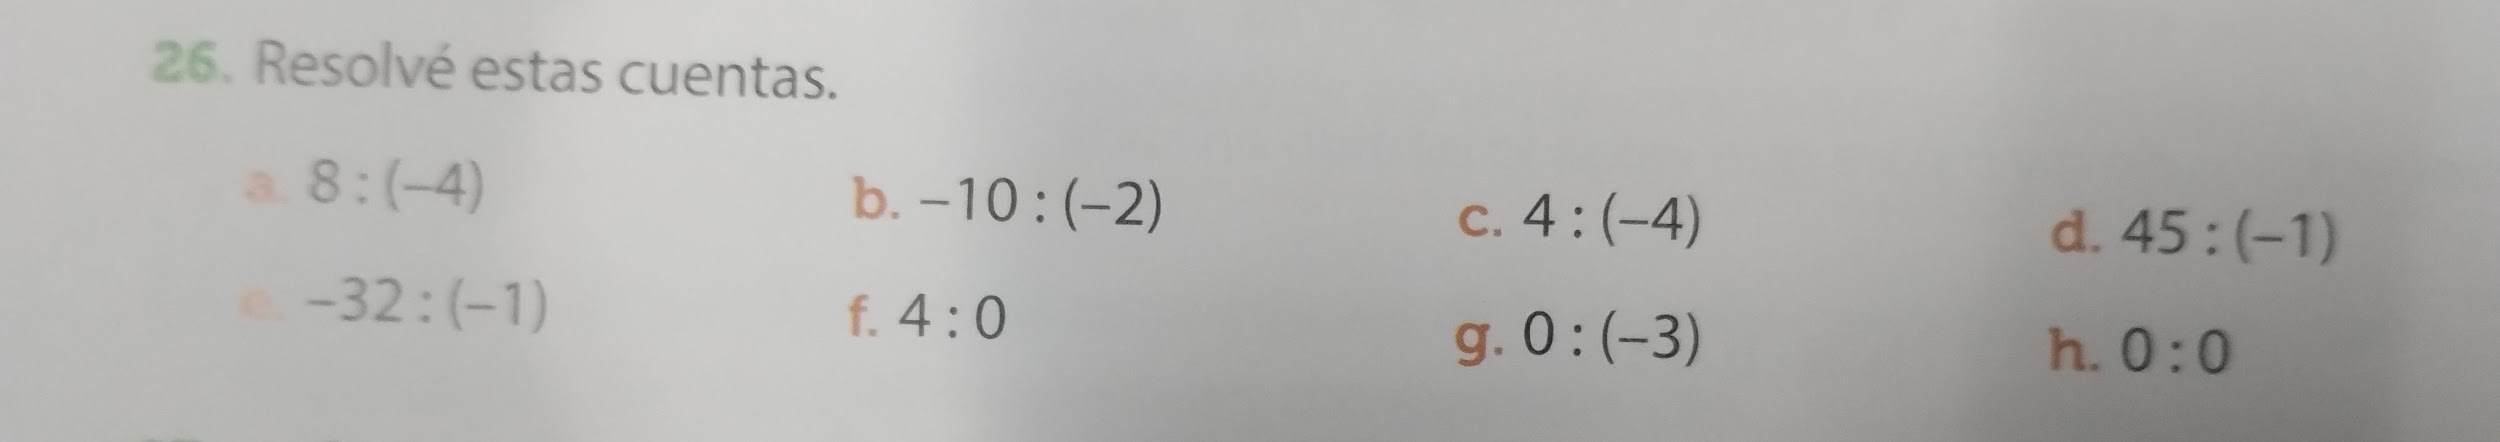 26. Resolvé estas cuentas.
a. 8 : (–4) b. –10 : (–2) c. 4 : (–4) d. 45 : (–1)
e. –32 : (–1) f. 4 : 0 g. 0 : (–3) h. 0 : 0